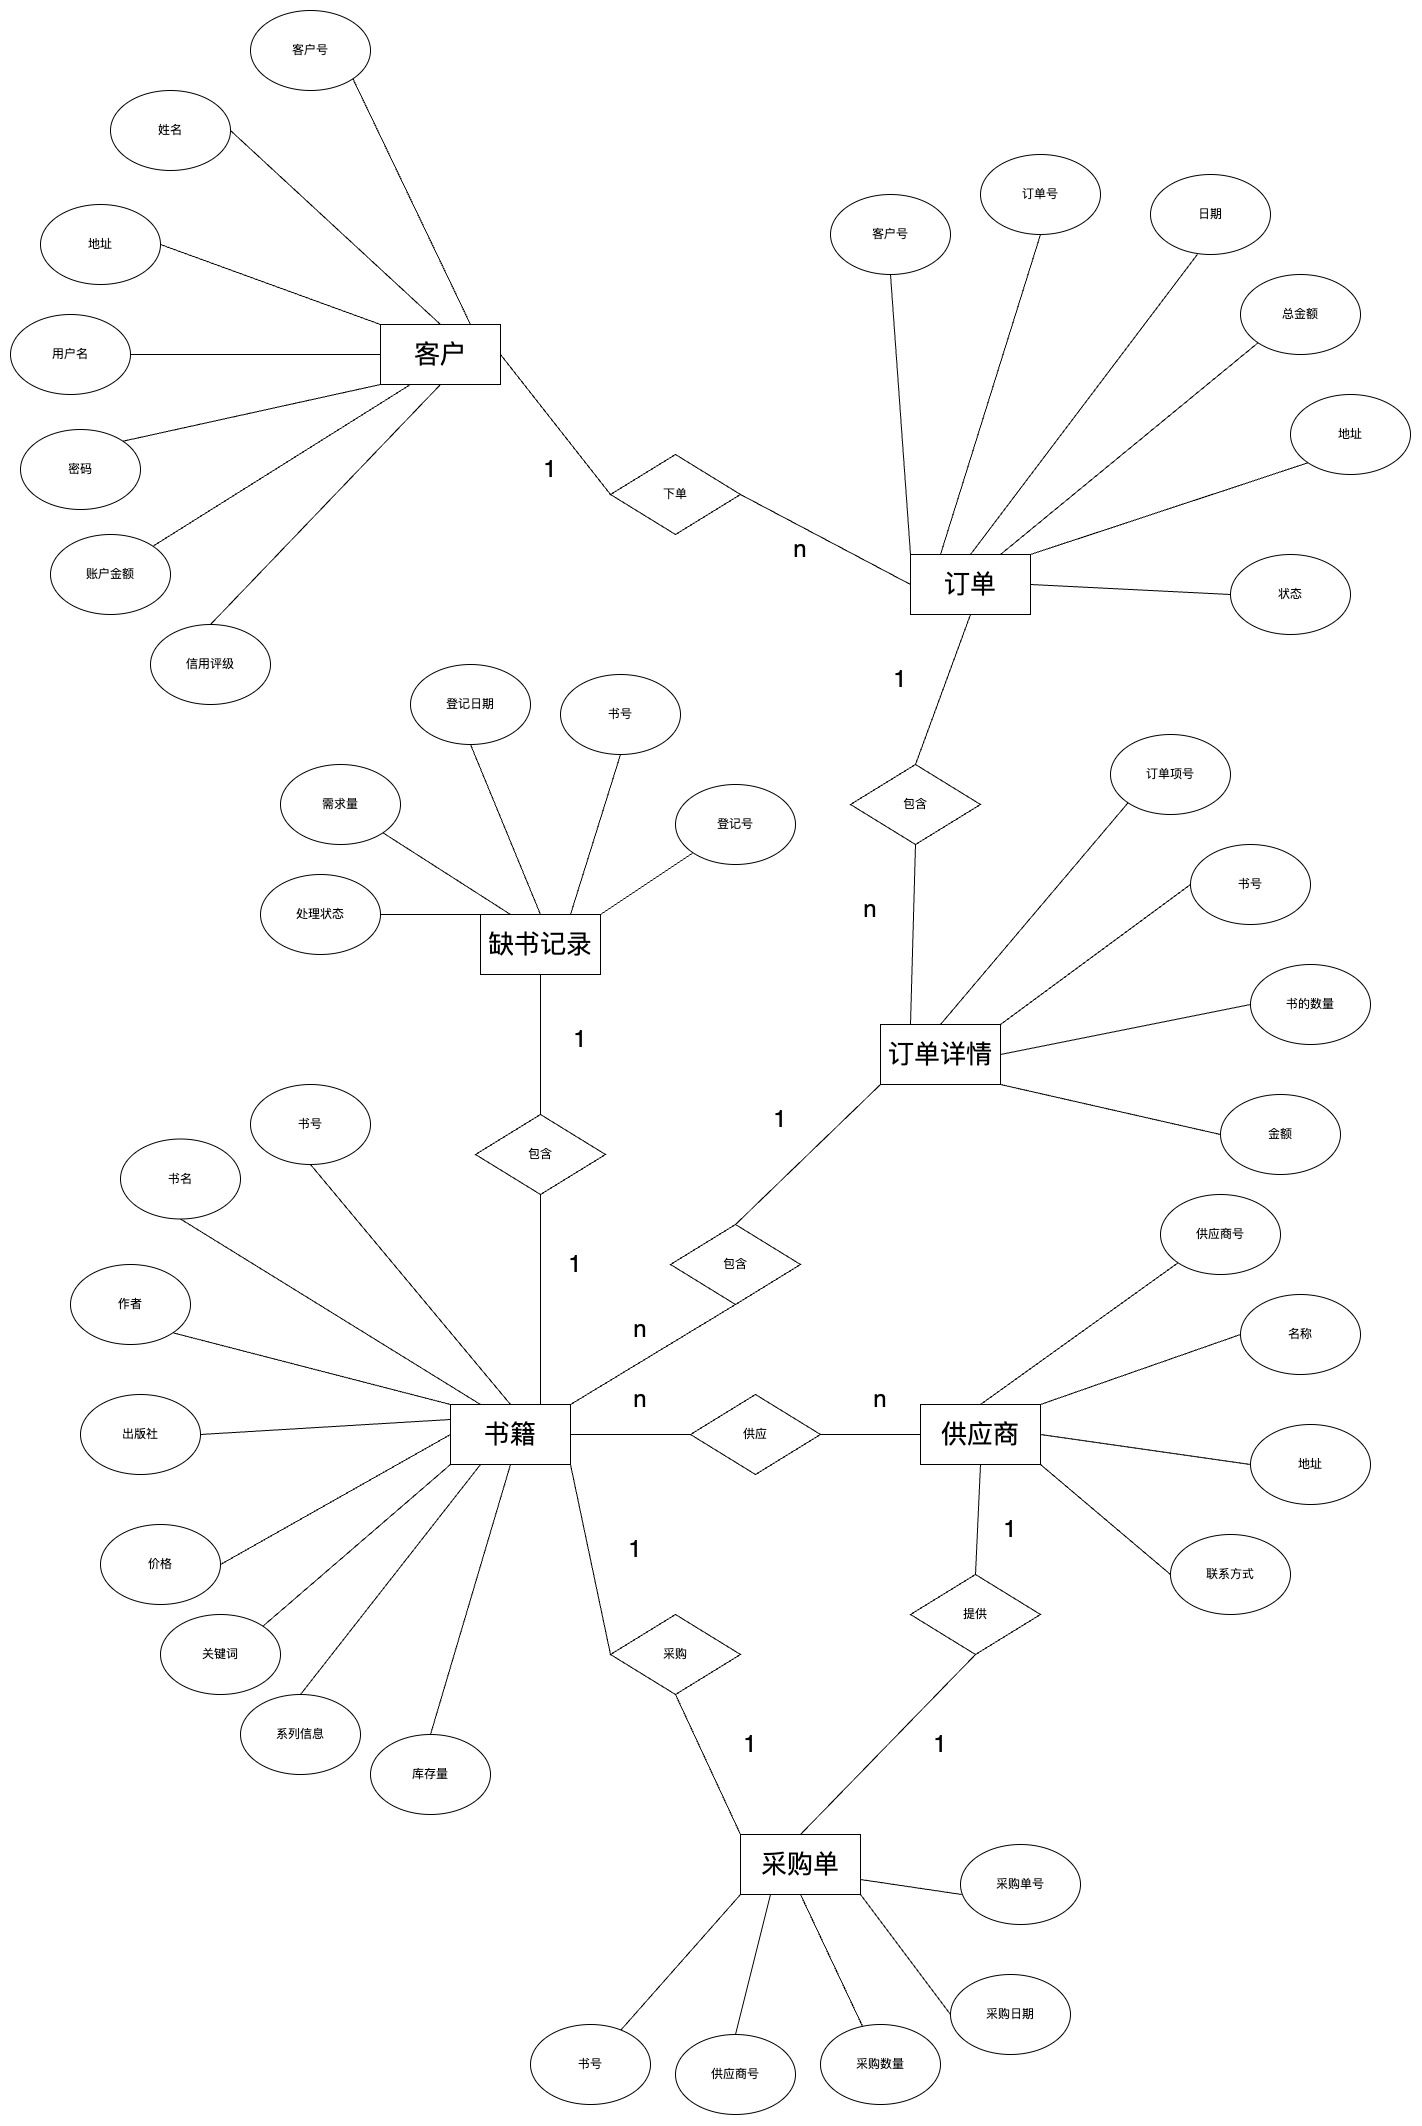 客户号
姓名
地址
用户名
密码
账户金额
信用评级
客户
1
下单
n
客户号
订单号
日期
总金额
地址
状态
订单
1
包含
n
登记日期
书号
需求量
登记号
处理状态
缺书记录
1
包含
1
订单项号
书号
书的数量
金额
订单详情
1
包含
n
书号
书名
作者
出版社
价格
关键词
系列信息
库存量
书籍
n
供应
n
供应商号
名称
地址
联系方式
供应商
1
采购
1
1
提供
1
采购单
采购单号
采购日期
书号
供应商号
采购数量